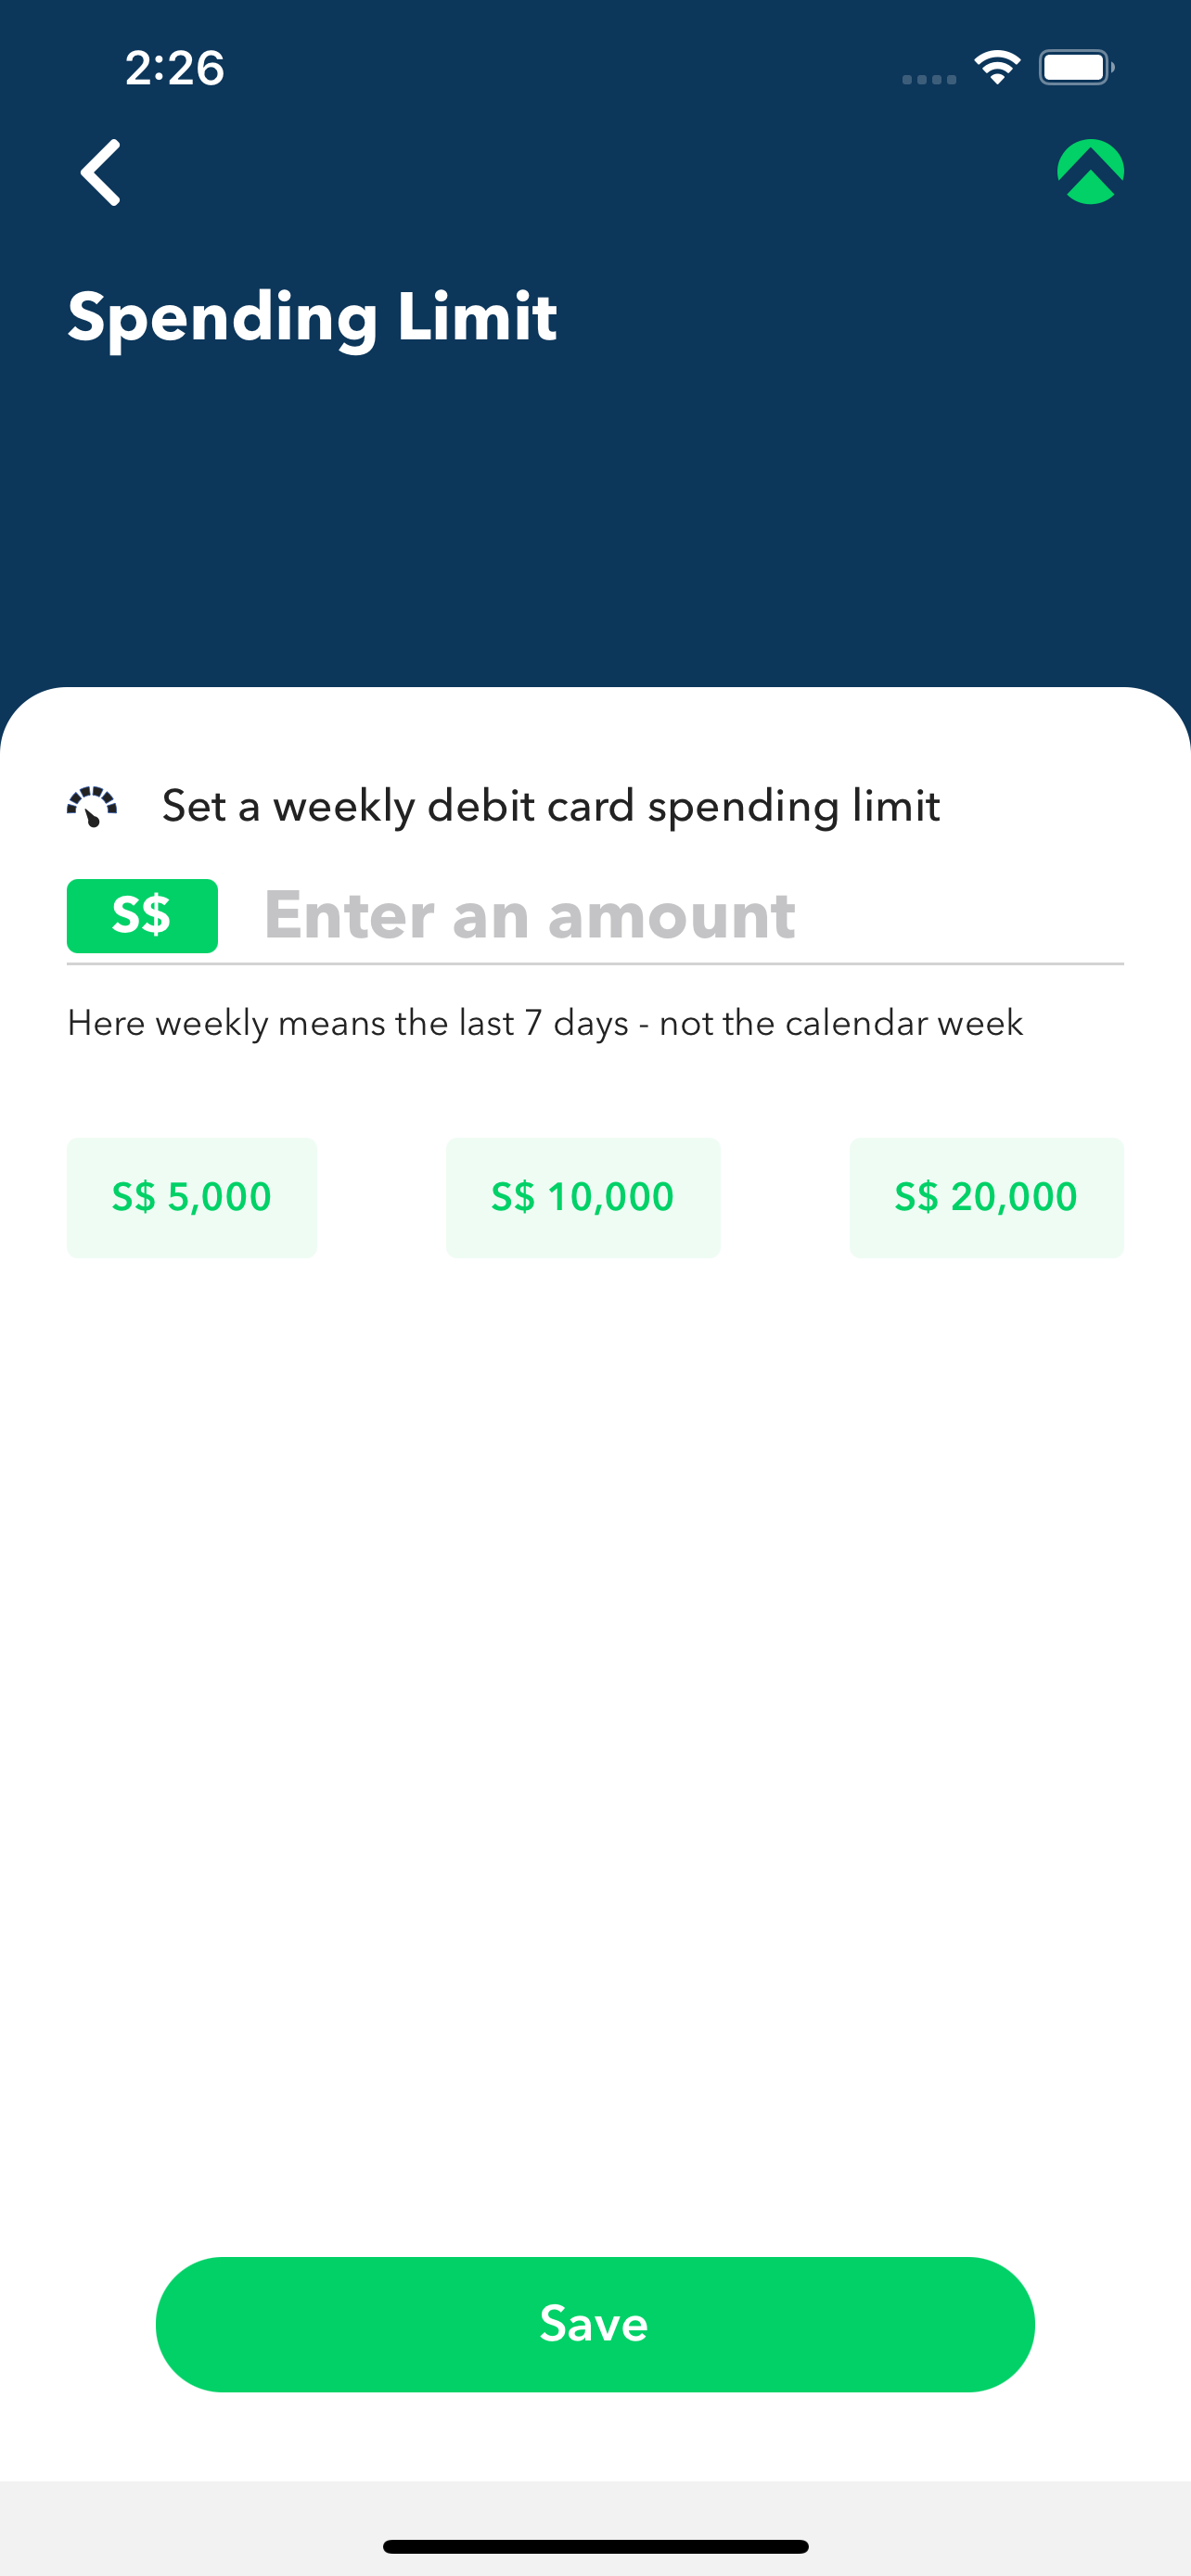 2:26
Spending Limit
Set a weekly debit card spending limit
S$ Enter an amount
Here weekly means the last 7 days - not the calendar week
S$ 5,000 S$ 10,000 S$ 20,000
Save